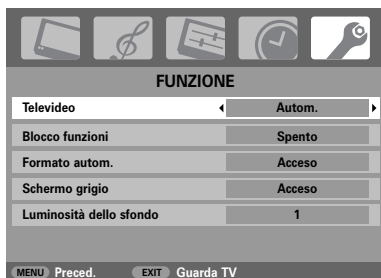 FUNZIONE
Televideo Autom.
Blocco funzioni Spento
Formato autom. Acceso
Schermo grigio Acceso
Luminosità dello sfondo 1
MENU Preced. EXIT Guarda TV